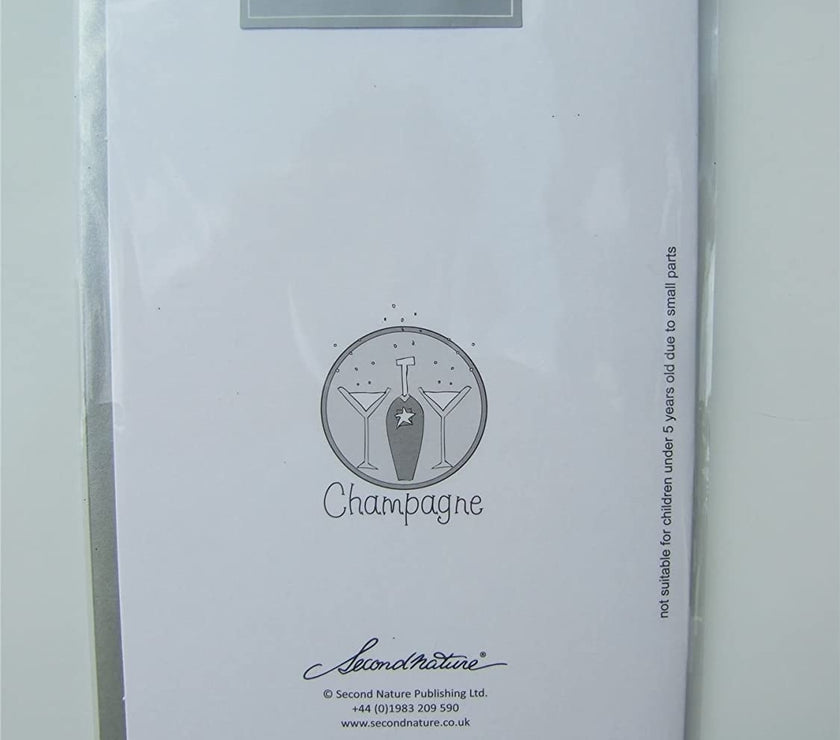 Champagne
Secondnature®
© Second Nature Publishing Ltd.
+44 (0)1983 209 590
www.secondnature.co.uk
not suitable for children under 5 years old due to small parts